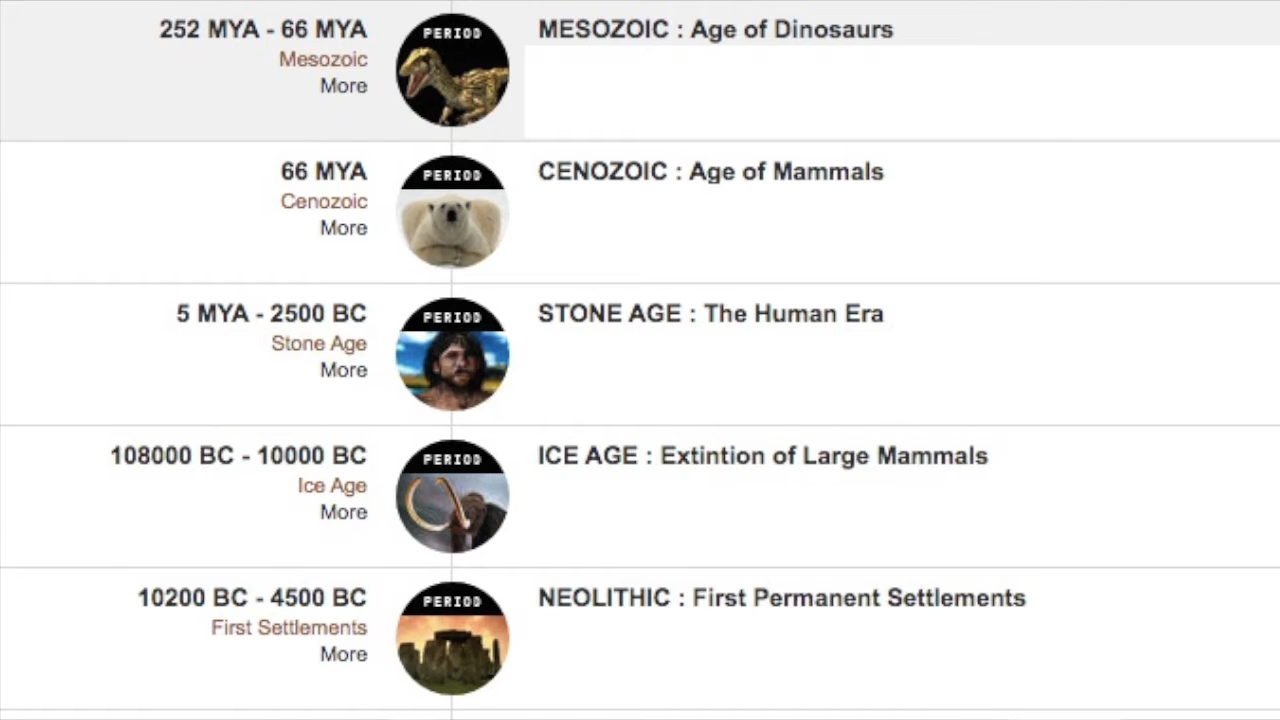 252 MYA - 66 MYA
Mesozoic
More
PERIOD
MESOZOIC : Age of Dinosaurs
66 MYA
Cenozoic
More
PERIOD
CENOZOIC : Age of Mammals
5 MYA - 2500 BC
Stone Age
More
PERIOD
STONE AGE : The Human Era
108000 BC - 10000 BC
Ice Age
More
PERIOD
ICE AGE : Extintion of Large Mammals
10200 BC - 4500 BC
First Settlements
More
PERIOD
NEOLITHIC : First Permanent Settlements